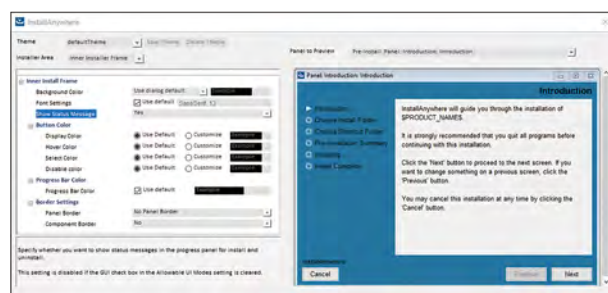 InstallAnywhere
Theme
defaultTheme
Save Theme
Delete Theme
Installer Area
Inner Installer Frame
Panel to Preview
Pre-Install: Panel: Introduction: Introduction
Inner Install Frame
Background Color
Use dialog default
Font Settings
Use default
Show Status Message
Yes
Button Color
Display Color
Use Default
Customize
Hover Color
Use Default
Customize
Select Color
Use Default
Customize
Disable color
Use Default
Customize
Progress Bar Color
Progress Bar Color
Use default
Border Settings
Panel Border
No Panel Border
Component Border
No
Specify whether you want to show status messages in the progress panel for install and
uninstall.
This setting is disabled if the GUI check box in the Allowable UI Modes setting is cleared.
Panel: Introduction: Introduction
Introduction
Introduction
Choose Install Folder
Choose Shortcut Folder
Pre-Installation Summary
Installing
Install Complete
InstallAnywhere will guide you through the installation of
$PRODUCT_NAME$.
It is strongly recommended that you quit all programs before
continuing with this installation.
Click the 'Next' button to proceed to the next screen. If you
want to change something on a previous screen, click the
'Previous' button.
You may cancel this installation at any time by clicking the
'Cancel' button.
InstallAnywhere
Cancel
Previous
Next